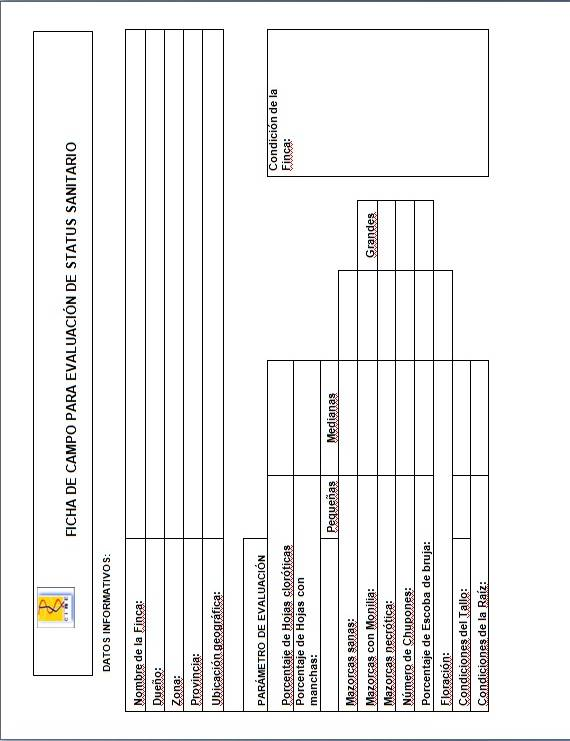 CIBE
FICHA DE CAMPO PARA EVALUACIÓN DE STATUS SANITARIO
DATOS INFORMATIVOS:
Nombre de la Finca:
Dueño:
Zona:
Provincia:
Ubicación geográfica:
PARÁMETRO DE EVALUACIÓN
Condición de la
Finca:
Porcentaje de Hojas cloróticas
Porcentaje de Hojas con
manchas:
Pequeñas Medianas
Grandes
Mazorcas sanas:
Mazorcas con Monilia:
Mazorcas necrótica:
Número de Chupones:
Porcentaje de Escoba de bruja:
Floración:
Condiciones del Tallo:
Condiciones de la Raíz: